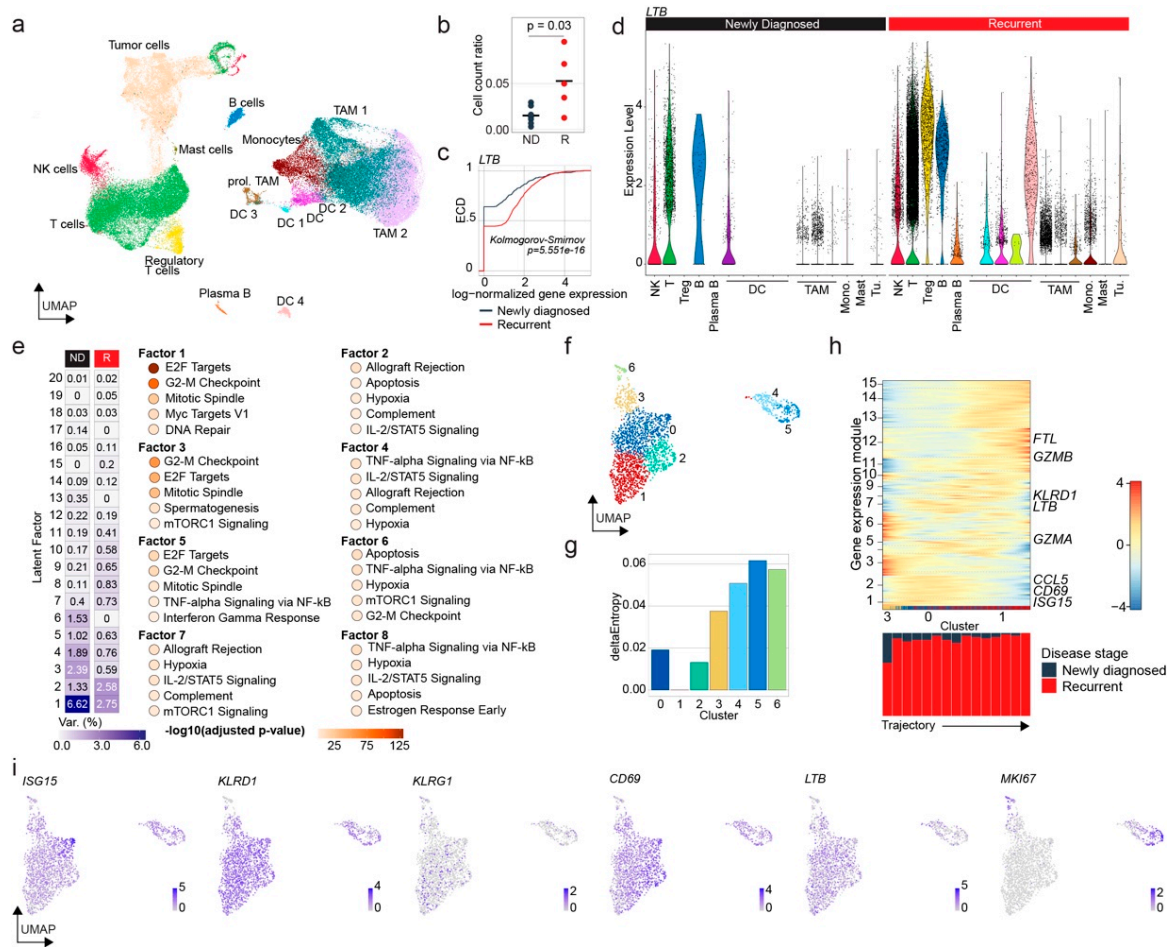 a
Tumor cells
B cells
Mast cells
NK cells
T cells
Regulatory
T cells
Monocytes
TAM 1
prol. TAM
DC 3
DC 1
DC
DC 2
TAM 2
Plasma B
DC 4
UMAP
b
p = 0.03
Cell count ratio
0.05
0.00
ND
R
c
LTB
ECD
1
.5
0
Kolmogorov-Smirnov
p=5.551e-16
0 2 4
log-normalized gene expression
Newly diagnosed
Recurrent
d
LTB
Newly Diagnosed
Recurrent
Expression Level
4
2
0
NK
T
Treg
B
Plasma B
DC
TAM
Mono.
Mast
Tu.
NK
T
Treg
B
Plasma B
DC
TAM
Mono.
Mast
Tu.
e
ND R
Latent Factor
20 0.01 0.02
19 0 0.05
18 0.03 0.03
17 0.14 0
16 0.05 0.11
15 0 0.2
14 0.09 0.12
13 0.35 0
12 0.22 0.19
11 0.19 0.41
10 0.17 0.58
9 0.21 0.65
8 0.11 0.83
7 0.4 0.73
6 1.53 0
5 1.02 0.63
4 1.89 0.76
3 2.39 0.59
2 1.33 2.58
1 6.62 2.75
Var. (%)
0.0 3.0 6.0
Factor 1
E2F Targets
G2-M Checkpoint
Mitotic Spindle
Myc Targets V1
DNA Repair
Factor 2
Allograft Rejection
Apoptosis
Hypoxia
Complement
IL-2/STAT5 Signaling
Factor 3
G2-M Checkpoint
E2F Targets
Mitotic Spindle
Spermatogenesis
mTORC1 Signaling
Factor 4
TNF-alpha Signaling via NF-kB
IL-2/STAT5 Signaling
Allograft Rejection
Complement
Hypoxia
Factor 5
E2F Targets
G2-M Checkpoint
Mitotic Spindle
TNF-alpha Signaling via NF-kB
Interferon Gamma Response
Factor 6
Apoptosis
TNF-alpha Signaling via NF-kB
Hypoxia
mTORC1 Signaling
G2-M Checkpoint
Factor 7
Allograft Rejection
Hypoxia
IL-2/STAT5 Signaling
Complement
mTORC1 Signaling
Factor 8
TNF-alpha Signaling via NF-kB
Hypoxia
IL-2/STAT5 Signaling
Apoptosis
Estrogen Response Early
-log10(adjusted p-value)
25 75 125
f
6
3
0
2
1
4
5
UMAP
g
deltaEntropy
0.06
0.04
0.02
0.00
0 1 2 3 4 5 6
Cluster
h
Gene expression module
15
14
13
12
11
10
9
8
7
6
5
4
3
2
1
FTL
GZMB
KLRD1
LTB
GZMA
CCL5
CD69
ISG15
4
0
−4
3 0 1
Cluster
Disease stage
Newly diagnosed
Recurrent
Trajectory
i
ISG15
5
0
KLRD1
4
0
KLRG1
2
0
CD69
4
0
LTB
5
0
MKI67
2
0
UMAP